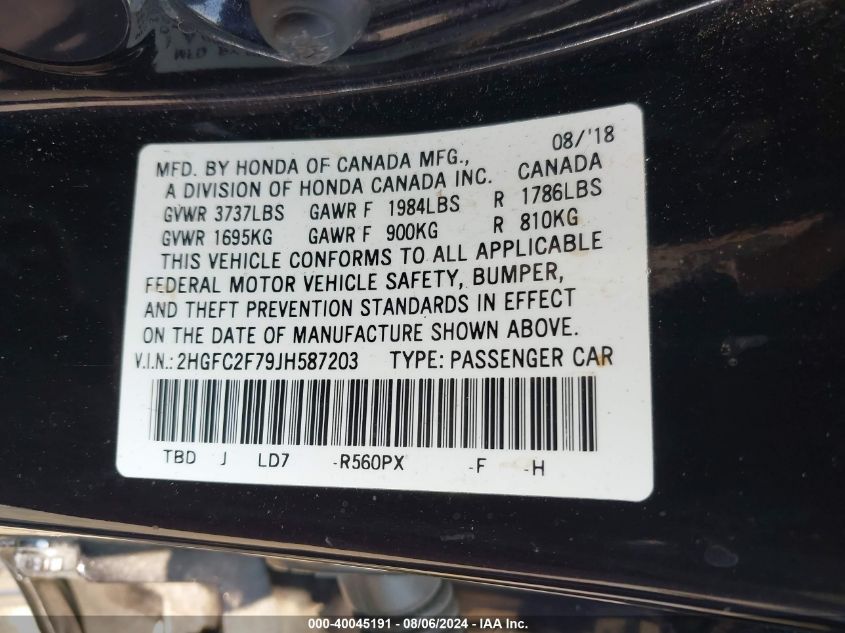 MFD. BY HONDA OF CANADA MFG., 08/'18
A DIVISION OF HONDA CANADA INC. CANADA
GVWR 3737LBS GAWR F 1984LBS R 1786LBS
GVWR 1695KG GAWR F 900KG R 810KG
THIS VEHICLE CONFORMS TO ALL APPLICABLE
FEDERAL MOTOR VEHICLE SAFETY, BUMPER,
AND THEFT PREVENTION STANDARDS IN EFFECT
ON THE DATE OF MANUFACTURE SHOWN ABOVE.
V.I.N.: 2HGFC2F79JH587203 TYPE: PASSENGER CAR
TBD J LD7 -R560PX -F -H
000-40045191 - 08/06/2024 - IAA Inc.